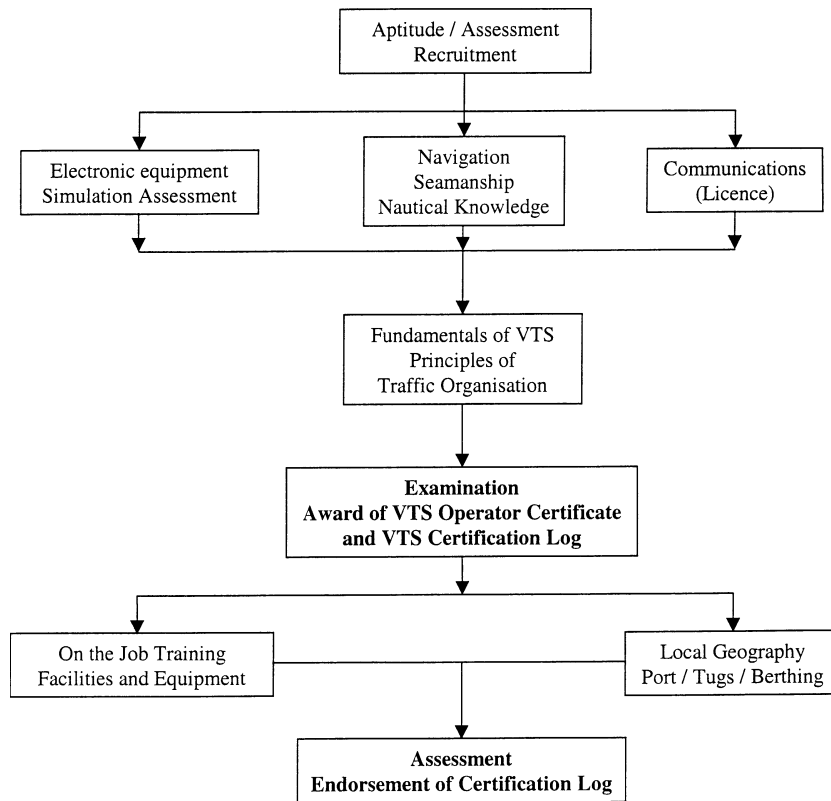 Aptitude / Assessment
Recruitment
Electronic equipment
Simulation Assessment
Navigation
Seamanship
Nautical Knowledge
Communications
(Licence)
Fundamentals of VTS
Principles of
Traffic Organisation
Examination
Award of VTS Operator Certificate
and VTS Certification Log
On the Job Training
Facilities and Equipment
Local Geography
Port / Tugs / Berthing
Assessment
Endorsement of Certification Log